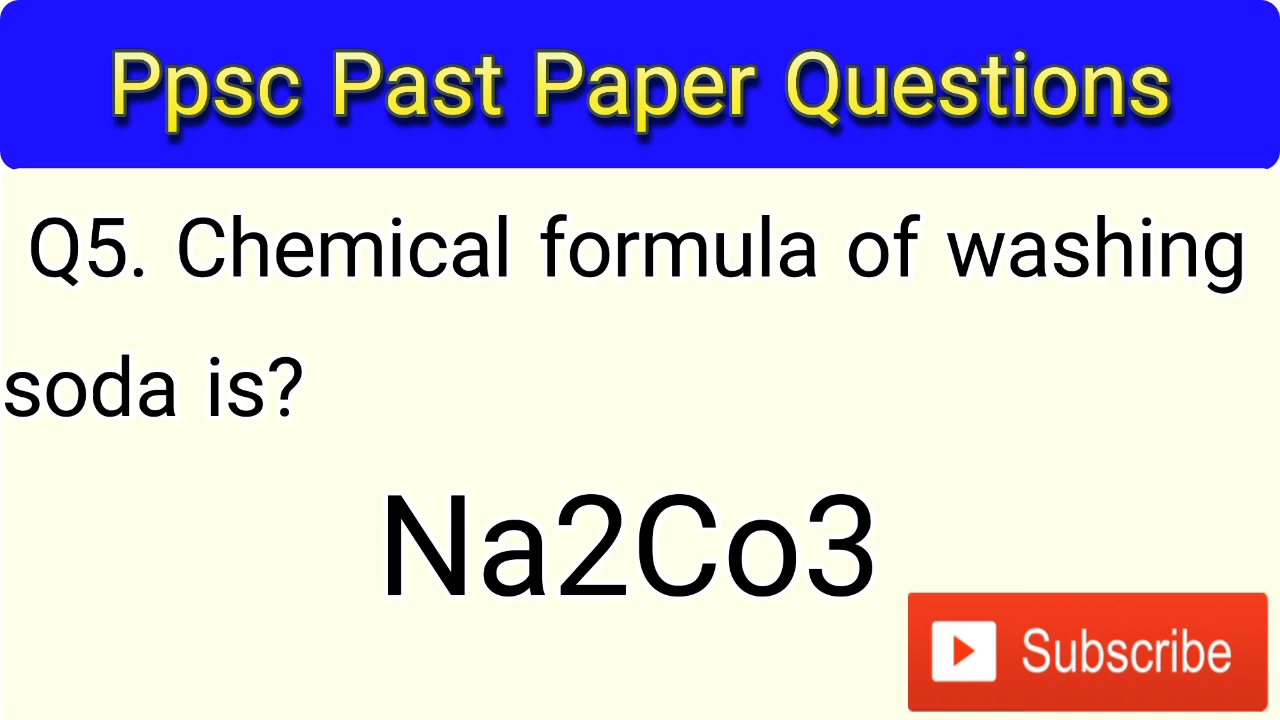 Ppsc Past Paper Questions
Q5. Chemical formula of washing
soda is?
Na2Co3
Subscribe